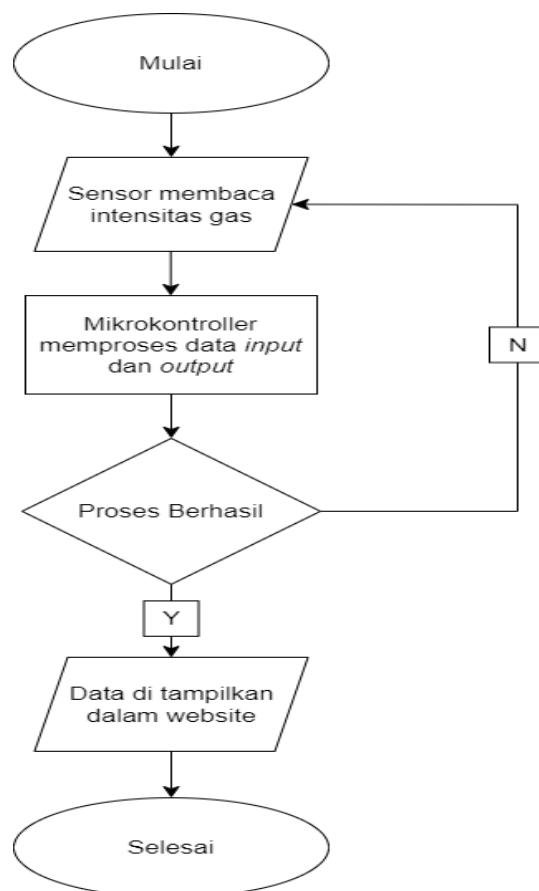 Mulai
Sensor membaca
intensitas gas
Mikrokontroller
memproses data input
dan output
N
Proses Berhasil
Y
Data di tampilkan
dalam website
Selesai